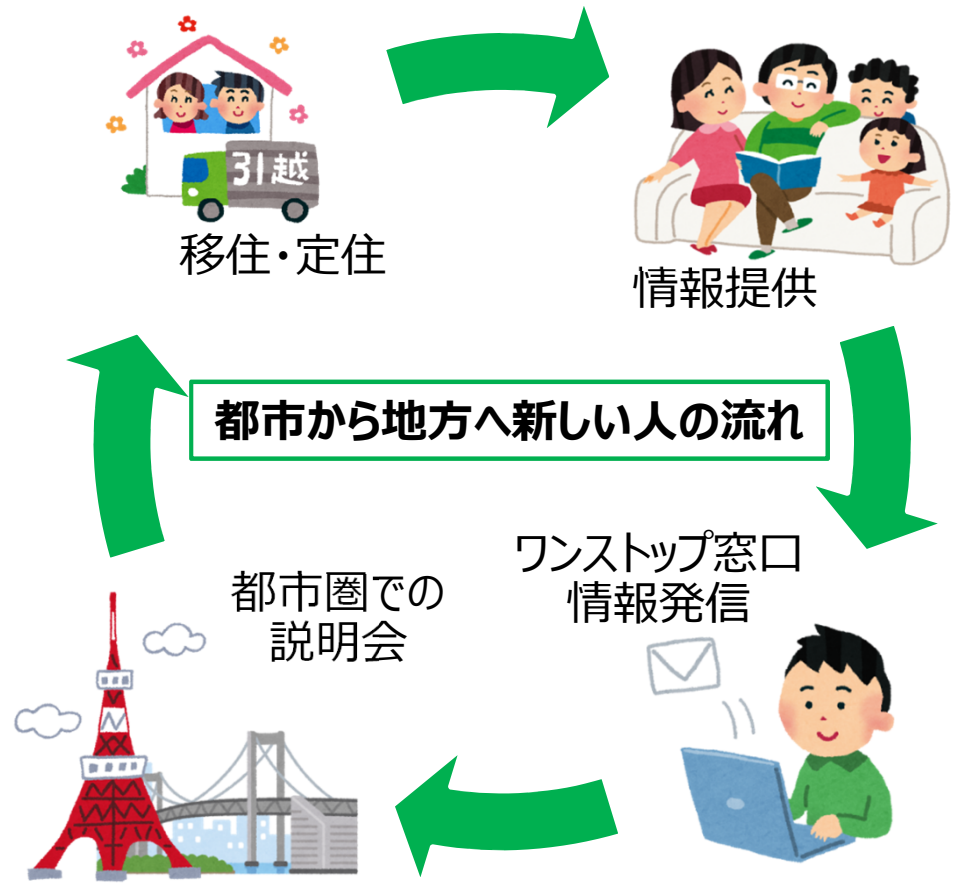 引越
移住・定住
情報提供
都市から地方へ新しい人の流れ
ワンストップ窓口
情報発信
都市圏での
説明会